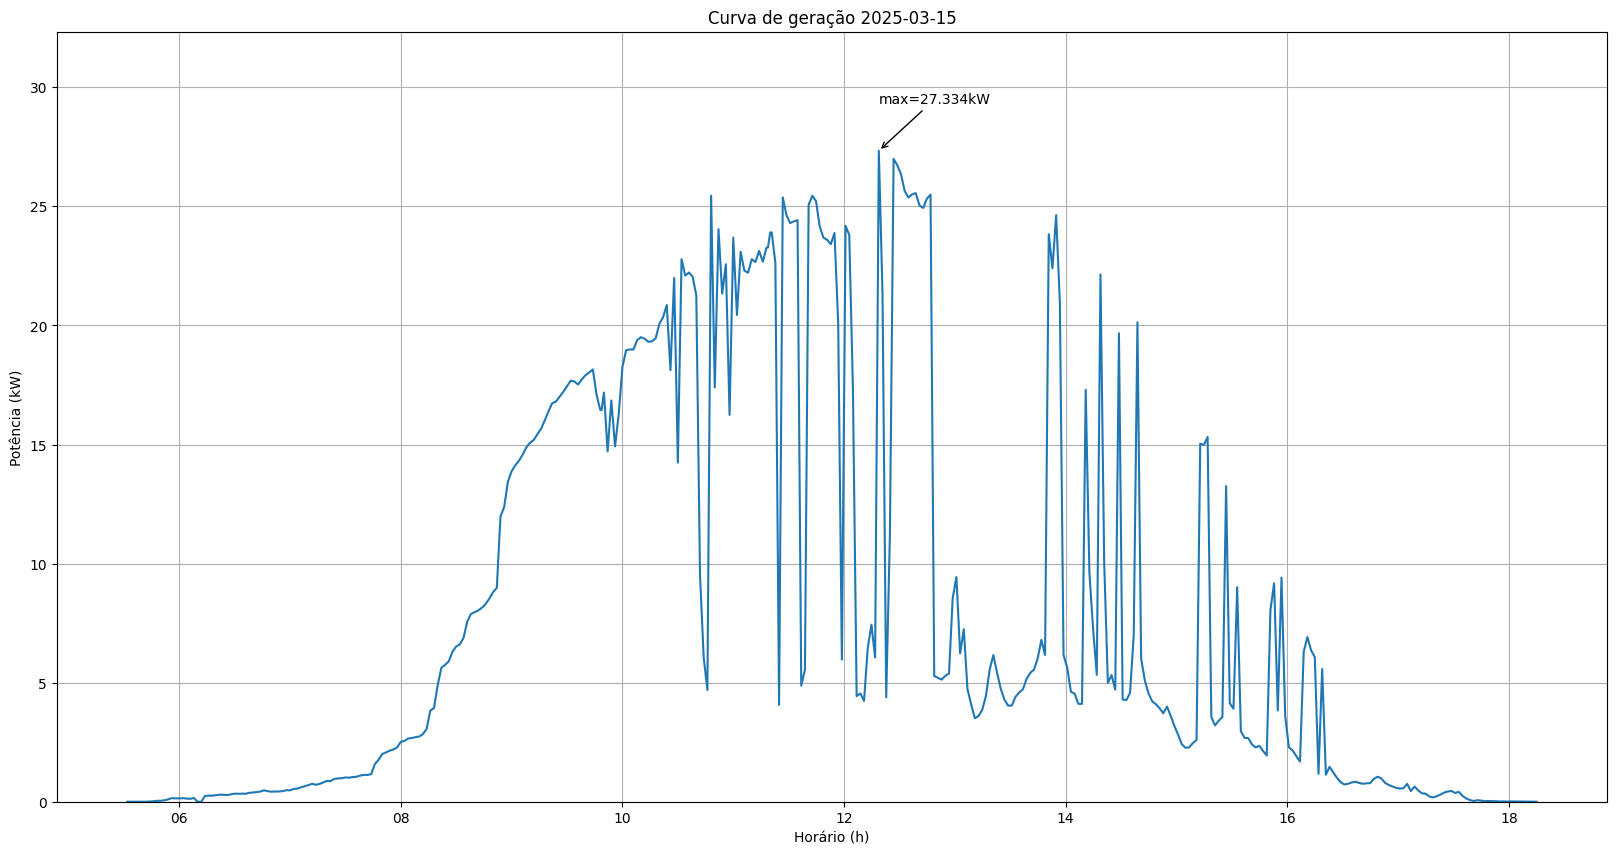 Curva de geração 2025-03-15
max=27.334kW
Potência (kW)
30
25
20
15
10
5
0
06 08 10 12 14 16 18
Horário (h)